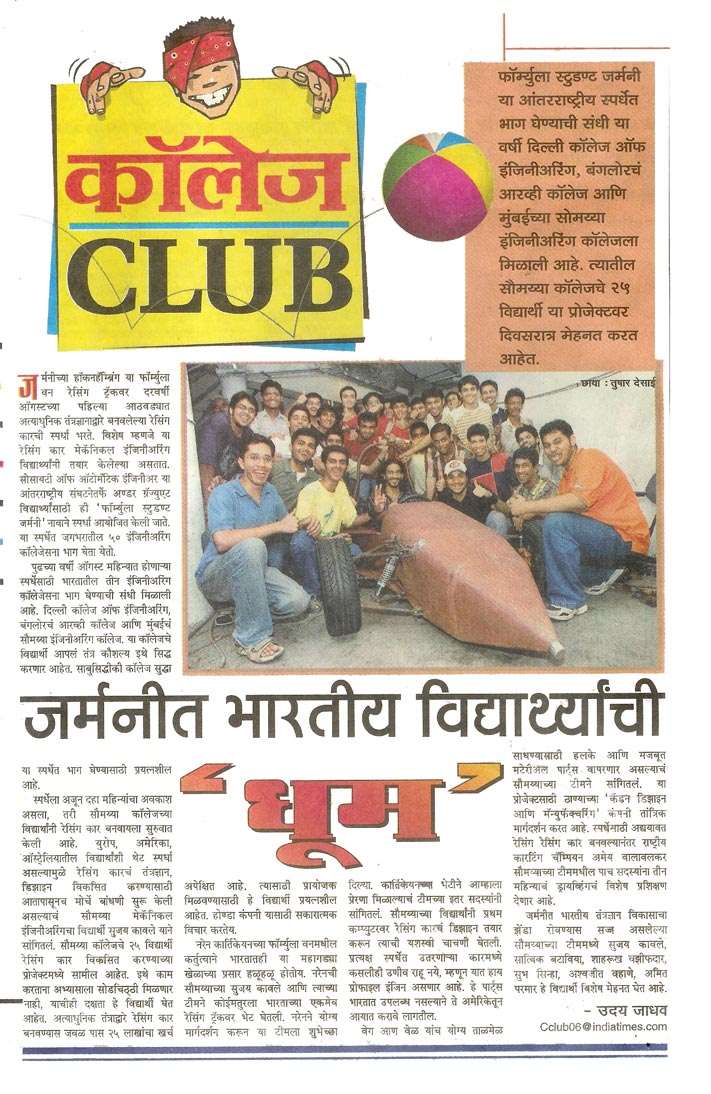 कॉलेज
CLUB
फॉर्म्युला स्टुडण्ट जर्मनी
या आंतरराष्ट्रीय स्पर्धेत
भाग घेण्याची संधी या
वर्षी दिल्ली कॉलेज ऑफ
इंजिनीअरिंग, बंगलोरचं
आरव्ही कॉलेज आणि
मुंबईच्या सोमय्या
इंजिनीअरिंग कॉलेजला
मिळाली आहे. त्यातील
सौमय्या कॉलेजचे २५
विद्यार्थी या प्रोजेक्टवर
दिवसरात्र मेहनत करत
आहेत.
छाया : तुषार देसाई
जर्मनीच्या हॉकनहॅम्रिंग या फॉर्म्युला
वन रेसिंग ट्रॅकवर दरवर्षी
ऑगस्टच्या पहिल्या आठवड्यात
अत्याधुनिक तंत्रज्ञानाद्वारे बनवलेल्या रेसिंग
कारची स्पर्धा भरते. विशेष म्हणजे या
रेसिंग कार मेकॅनिकल इंजिनीअरिंग
विद्यार्थ्यांनी तयार केलेल्या असतात.
सोसायटी ऑफ ऑटोमॅटिक इंजिनीअर या
आंतरराष्ट्रीय संघटनेतर्फे अण्डर ग्रॅज्युएट
विद्यार्थ्यांसाठी ही 'फॉर्म्युला स्टुडण्ट
जर्मनी' नावाने स्पर्धा आयोजित केली जाते.
या स्पर्धेत जगभरातील ५० इंजिनीअरिंग
कॉलेजेसना भाग घेता येतो.
पुढच्या वर्षी ऑगस्ट महिन्यात होणाऱ्या
स्पर्धेसाठी भारतातील तीन इंजिनीअरिंग
कॉलेजेसना भाग घेण्याची संधी मिळाली
आहे. दिल्ली कॉलेज ऑफ इंजिनीअरिंग,
बंगलोरचं आरव्ही कॉलेज आणि मुंबईचं
सौमय्या इंजिनीअरिंग कॉलेज. या कॉलेजचे
विद्यार्थी आपलं तंत्र कौशल्य इथे सिद्ध
करणार आहेत. साबुसिद्दीकी कॉलेज सुद्धा
जर्मनीत भारतीय विद्यार्थ्यांची
'धूम'
या स्पर्धेत भाग घेण्यासाठी प्रयत्नशील
आहे.
स्पर्धेला अजून दहा महिन्यांचा अवकाश
असला, तरी सौमय्या कॉलेजच्या
विद्यार्थ्यांनी रेसिंग कार बनवायला सुरुवात
केली आहे. युरोप, अमेरिका,
ऑस्ट्रेलियातील विद्यार्थ्यांशी थेट स्पर्धा
असल्यामुळे रेसिंग कारचं तंत्रज्ञान,
डिझाइन विकसित करण्यासाठी
आतापासूनच मोर्चे बांधणी सुरू केली
असल्याचं सौमय्या मेकॅनिकल
इंजिनीअरिंगचा विद्यार्थी सुजय कावले याने
सांगितलं. सौमय्या कॉलेजचे २५ विद्यार्थी
रेसिंग कार विकसित करण्याच्या
प्रोजेक्टमध्ये सामील आहेत. इथे काम
करताना अभ्यासाला सोडचिठ्ठी मिळणार
नाही, याचीही दक्षता हे विद्यार्थी घेत
आहेत. अत्याधुनिक तंत्राद्वारे रेसिंग कार
बनवण्यास जवळ पास २५ लाखांचा खर्च
अपेक्षित आहे. त्यासाठी प्रायोजक
मिळवण्यासाठी हे विद्यार्थी प्रयत्नशील
आहेत. होण्डा कंपनी यासाठी सकारात्मक
विचार करतेय.
नरेन कार्तिकेयनच्या फॉर्म्युला वनमधील
कर्तृत्वाने भारतातही या महागड्या
खेळाच्या प्रसार हळूहळू होतोय. नरेनची
सौमय्याच्या सुजय कावले आणि त्याच्या
टीमने कोईमतुरला भारताच्या एकमेव
रेसिंग ट्रॅकवर भेट घेतली. नरेनने योग्य
मार्गदर्शन करून या टीमला शुभेच्छा
दिल्या. कार्तिकेयनच्या भेटीने आम्हाला
प्रेरणा मिळाल्याचं टीमच्या इतर सदस्यांनी
सांगितलं. सौमय्याच्या विद्यार्थ्यांनी प्रथम
कम्प्युटरवर रेसिंग कारचं डिझाइन तयार
करून त्याची यशस्वी चाचणी घेतली.
प्रत्यक्ष स्पर्धेत उतरणाऱ्या कारमध्ये
कसलीही उणीव राहू नये, म्हणून यात हाय
प्रोफाइल इंजिन असणार आहे. हे पार्ट्स
भारतात उपलब्ध नसल्याने ते अमेरिकेतून
आयात करावे लागतील.
वेग आण वेळ यांच योग्य ताळमेळ
साधण्यासाठी हलके आणि मजबूत
मटेरीअल पार्ट्स वापरणार असल्याचं
सौमय्याच्या टीमने सांगितलं. या
प्रोजेक्टसाठी ठाण्याच्या 'कॅडन डिझाइन
आणि मॅन्युफॅक्चरिंग' कंपनी तांत्रिक
मार्गदर्शन करत आहे. स्पर्धेसाठी अद्ययावत
रेसिंग रेसिंग कार बनवल्यानंतर राष्ट्रीय
कारटिंग चॅम्पियन अमेय वालावलकर
सौमय्याच्या टीममधील पाच सदस्यांना तीन
महिन्याचं ड्रायव्हिंगचं विशेष प्रशिक्षण
देणार आहे.
जर्मनीत भारतीय तंत्रज्ञान विकासाचा
झेंडा रोवण्यास सज्ज असलेल्या
सौमय्याच्या टीममध्ये सुजय कावले,
सात्विक बटाविया, शाहरूख वझीफदार,
सुभ सिन्हा, अश्वजीत वहाणे, अमित
परमार हे विद्यार्थी विशेष मेहनत घेत आहे.
- उदय जाधव
Cclub06@indiatimes.com